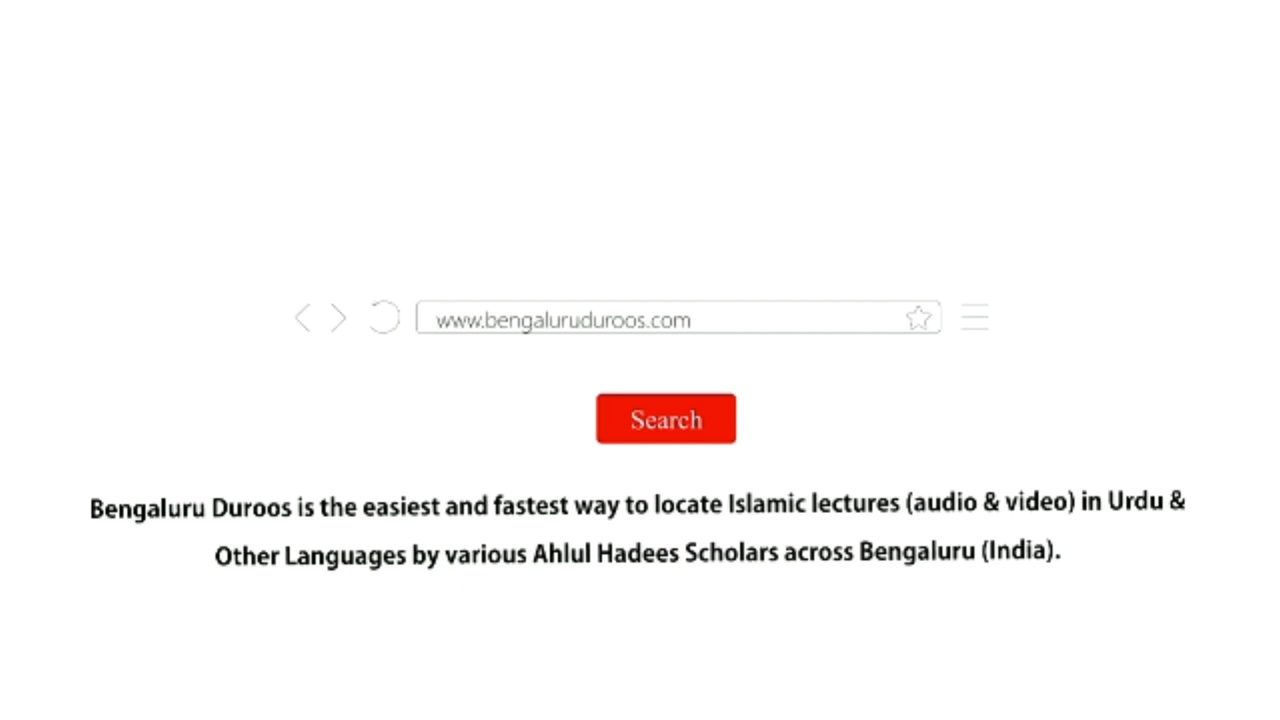 www.bengaluruduroos.com
Search
Bengaluru Duroos is the easiest and fastest way to locate Islamic lectures (audio & video) in Urdu &
Other Languages by various Ahlul Hadees Scholars across Bengaluru (India).